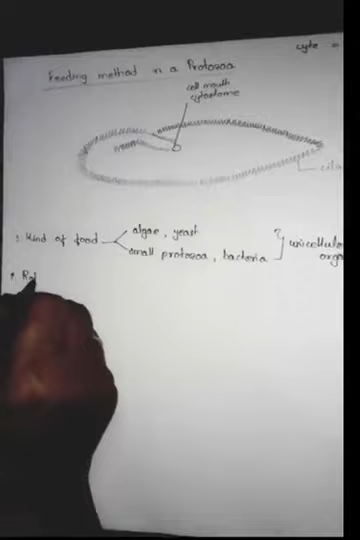 cyte =
Feeding method in a Protozoa
cell mouth
cytostome
cilia
1. Kind of food
algae, yeast
small protozoa, bacteria
unicellular
orga